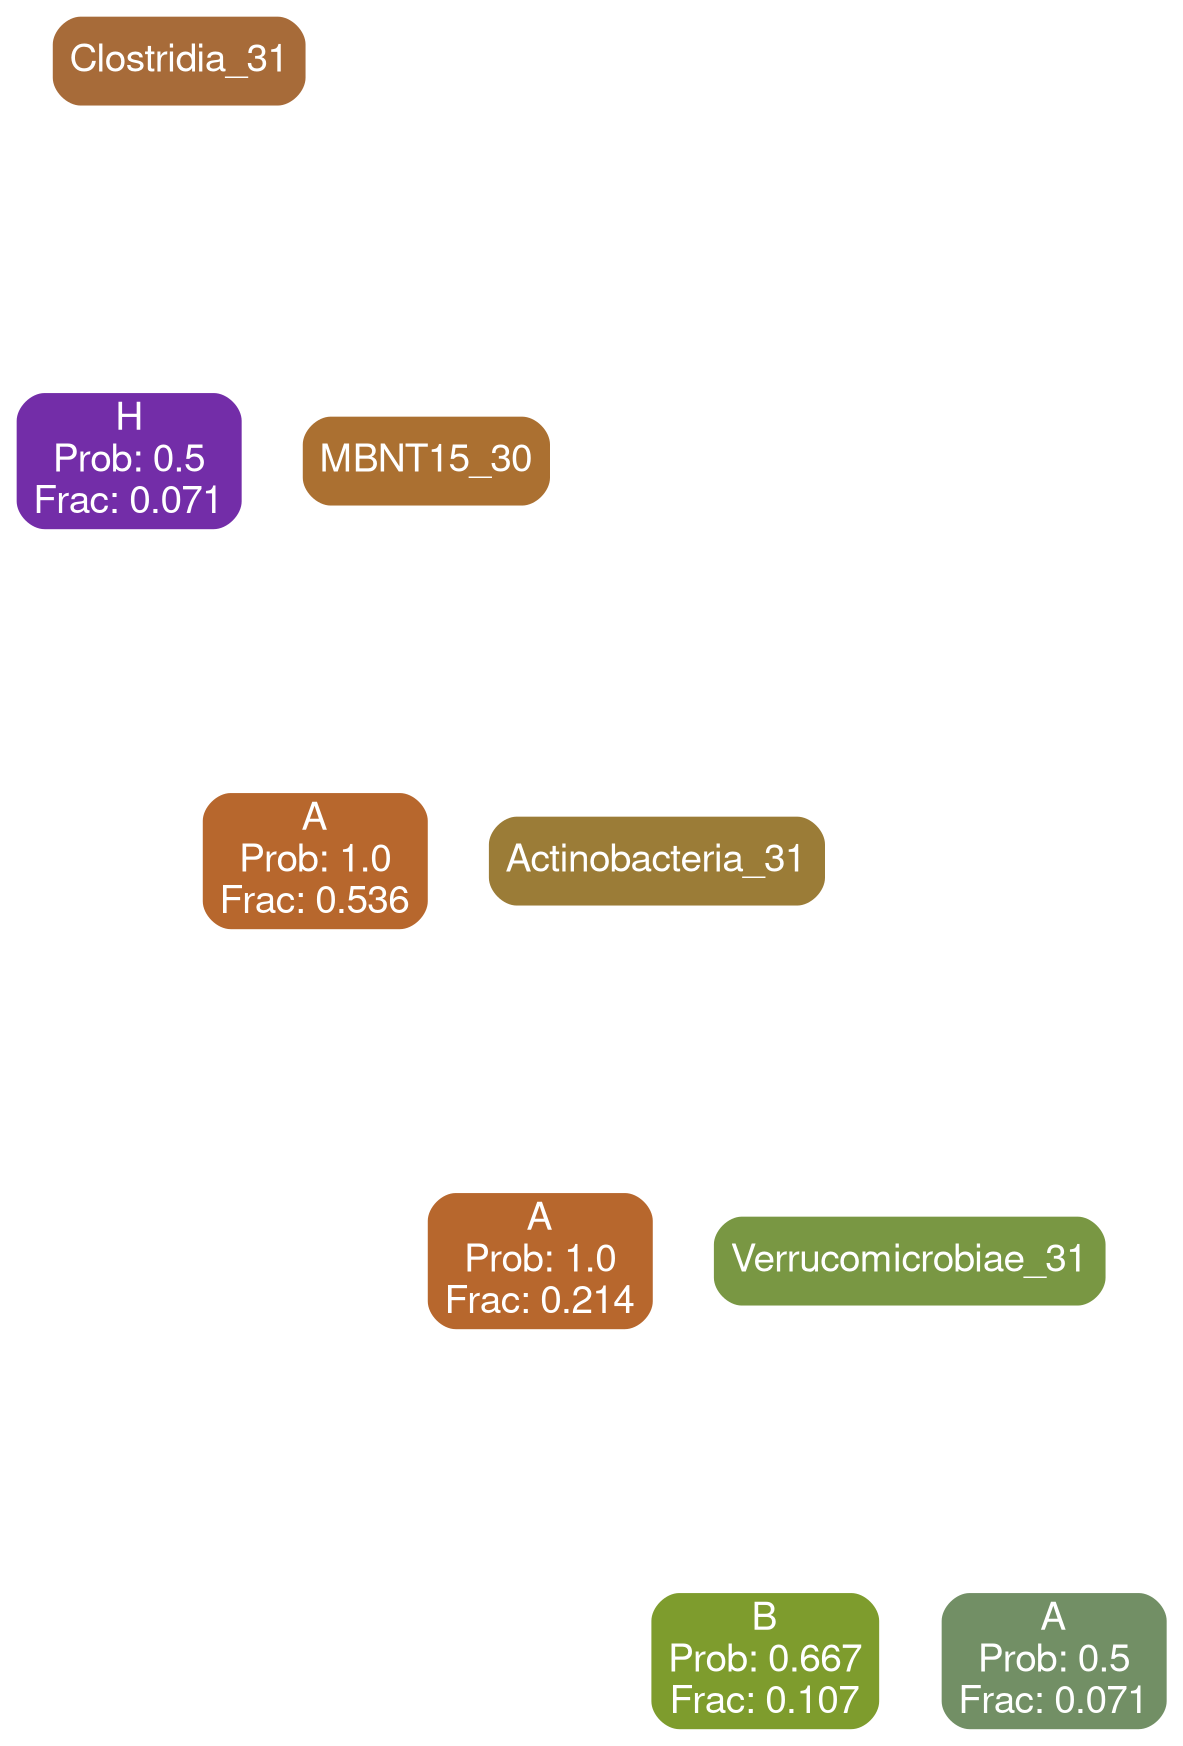 Clostridia_31
H
Prob: 0.5
Frac: 0.071
MBNT15_30
A
Prob: 1.0
Frac: 0.536
Actinobacteria_31
A
Prob: 1.0
Frac: 0.214
Verrucomicrobiae_31
B
Prob: 0.667
Frac: 0.107
A
Prob: 0.5
Frac: 0.071